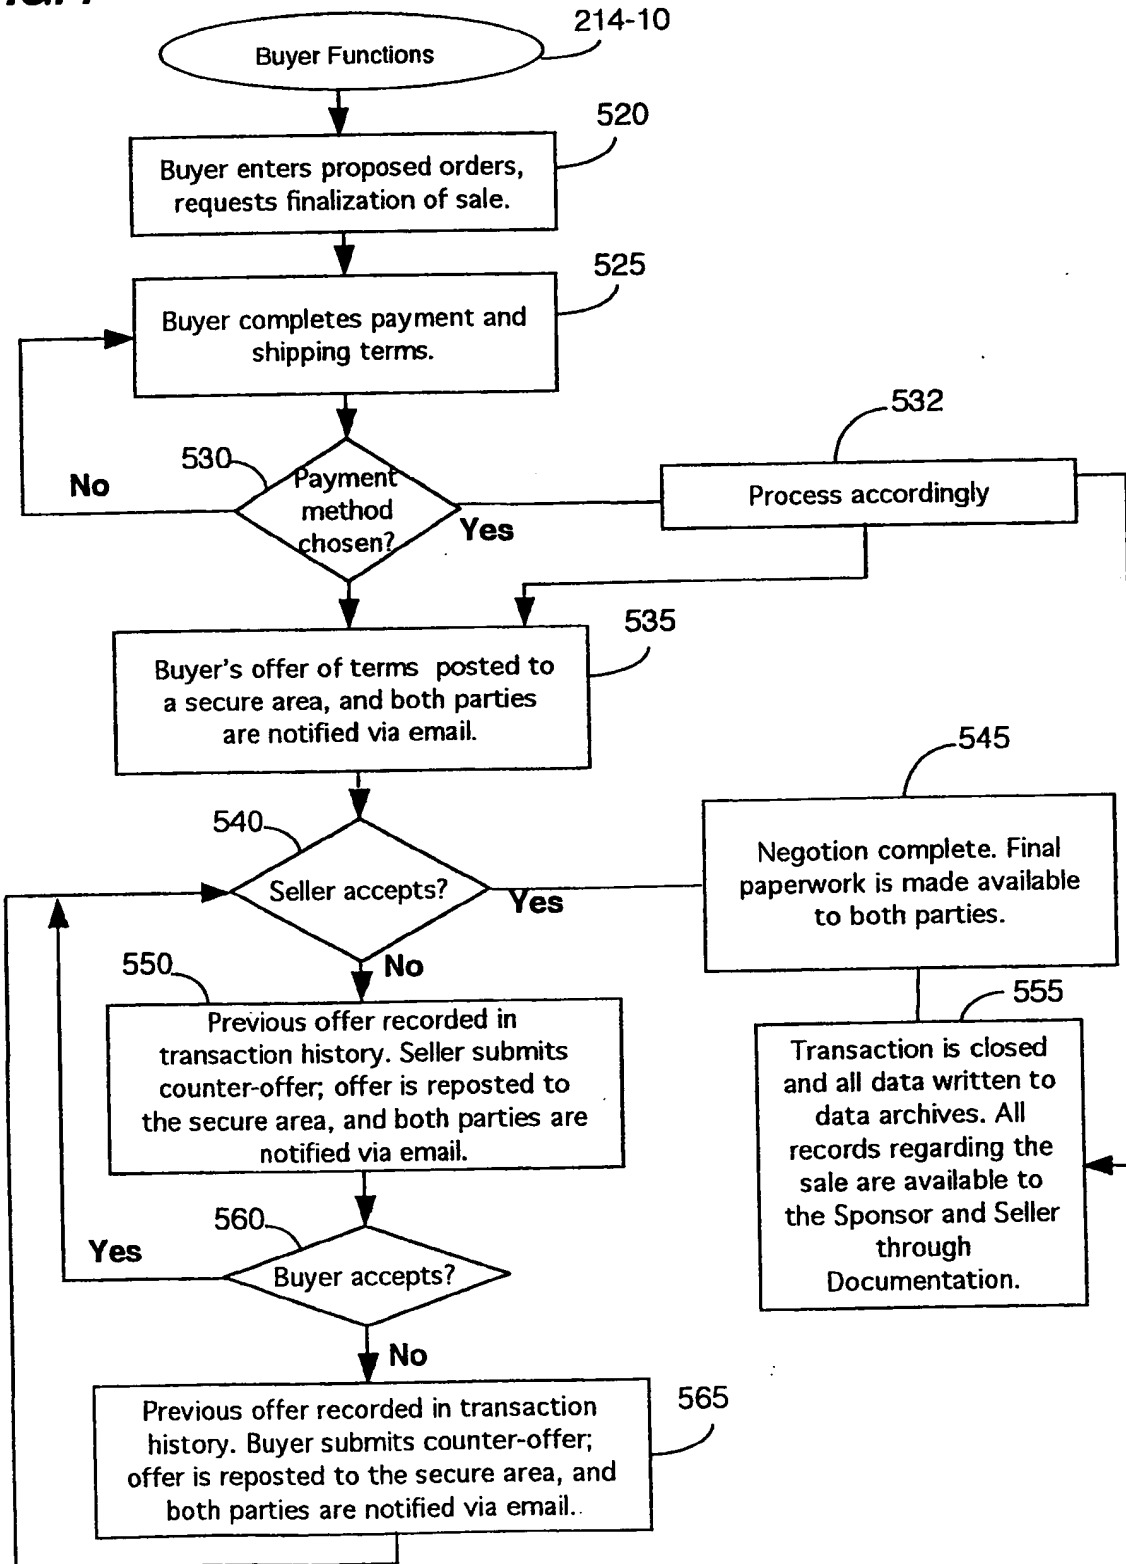 214-10
Buyer Functions
520
Buyer enters proposed orders,
requests finalization of sale.
525
Buyer completes payment and
shipping terms.
532
530
No
Payment
method
chosen?
Yes
Process accordingly
535
Buyer's offer of terms posted to
a secure area, and both parties
are notified via email.
545
540
Seller accepts?
Yes
Negotion complete. Final
paperwork is made available
to both parties.
No
550
555
Previous offer recorded in
transaction history. Seller submits
counter-offer; offer is reposted to
the secure area, and both parties are
notified via email.
Transaction is closed
and all data written to
data archives. All
records regarding the
sale are available to
the Sponsor and Seller
through
Documentation.
560
Yes
Buyer accepts?
No
565
Previous offer recorded in transaction
history. Buyer submits counter-offer;
offer is reposted to the secure area, and
both parties are notified via email.